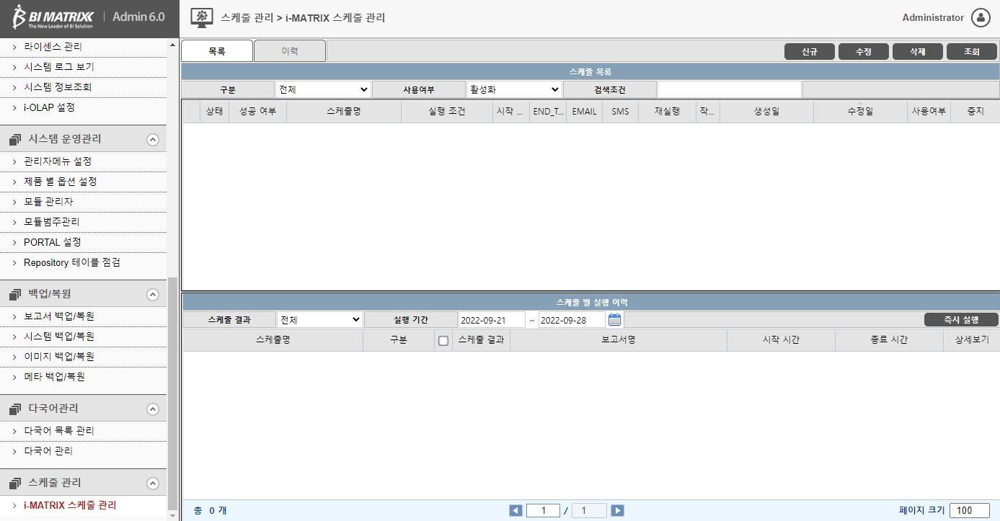 BI MATRIX
The New Leader of BI Solution
Admin 6.0
스케줄 관리 > i-MATRIX 스케줄 관리
Administrator
라이센스 관리
시스템 로그 보기
시스템 정보조회
i-OLAP 설정
시스템 운영관리
관리자메뉴 설정
제품 별 옵션 설정
모듈 관리자
모듈범주관리
PORTAL 설정
Repository 테이블 점검
백업/복원
보고서 백업/복원
시스템 백업/복원
이미지 백업/복원
메타 백업/복원
다국어관리
다국어 목록 관리
다국어 관리
스케줄 관리
i-MATRIX 스케줄 관리
목록 이력 신규 수정 삭제 조회
스케줄 목록
구분 전체 사용여부 활성화 검색조건
상태 성공 여부 스케줄명 실행 조건 시작 ... END_T... EMAIL SMS 재실행 작... 생성일 수정일 사용여부 중지
스케줄 별 실행 이력
스케줄 결과 전체 실행 기간 2022-09-21 ~ 2022-09-28 즉시 실행
스케줄명 구분 스케줄 결과 보고서명 시작 시간 종료 시간 상세보기
총 0 개 1 / 1 페이지 크기 100